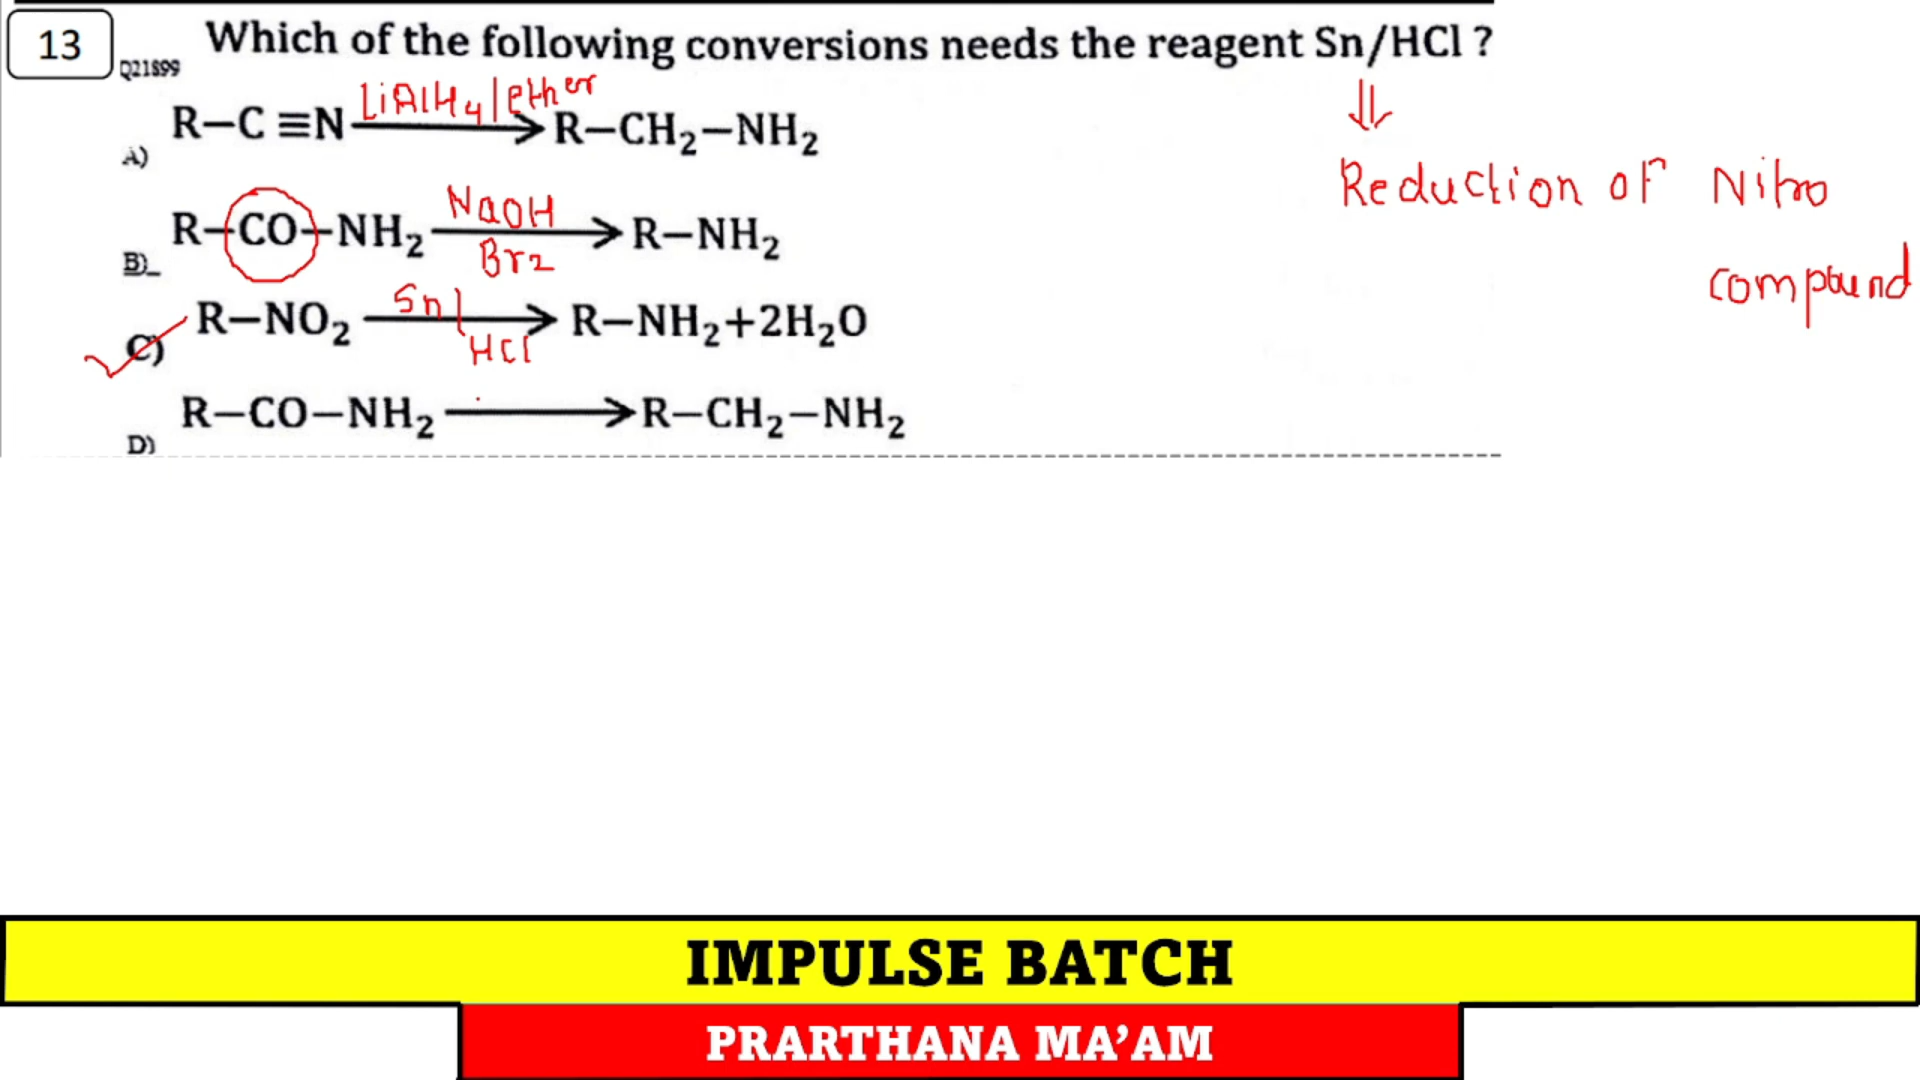 13
Q21899
Which of the following conversions needs the reagent Sn/HCl ?
LiAlH4/ether
A) R−C≡N⟶R−CH₂−NH₂
Reduction of Nitro
compound
NaOH
B) R−CO−NH₂⟶R−NH₂
Br2
Sn/
C) R−NO₂⟶R−NH₂+2H₂O
HCl
D) R−CO−NH₂⟶R−CH₂−NH₂
IMPULSE BATCH
PRARTHANA MA’AM